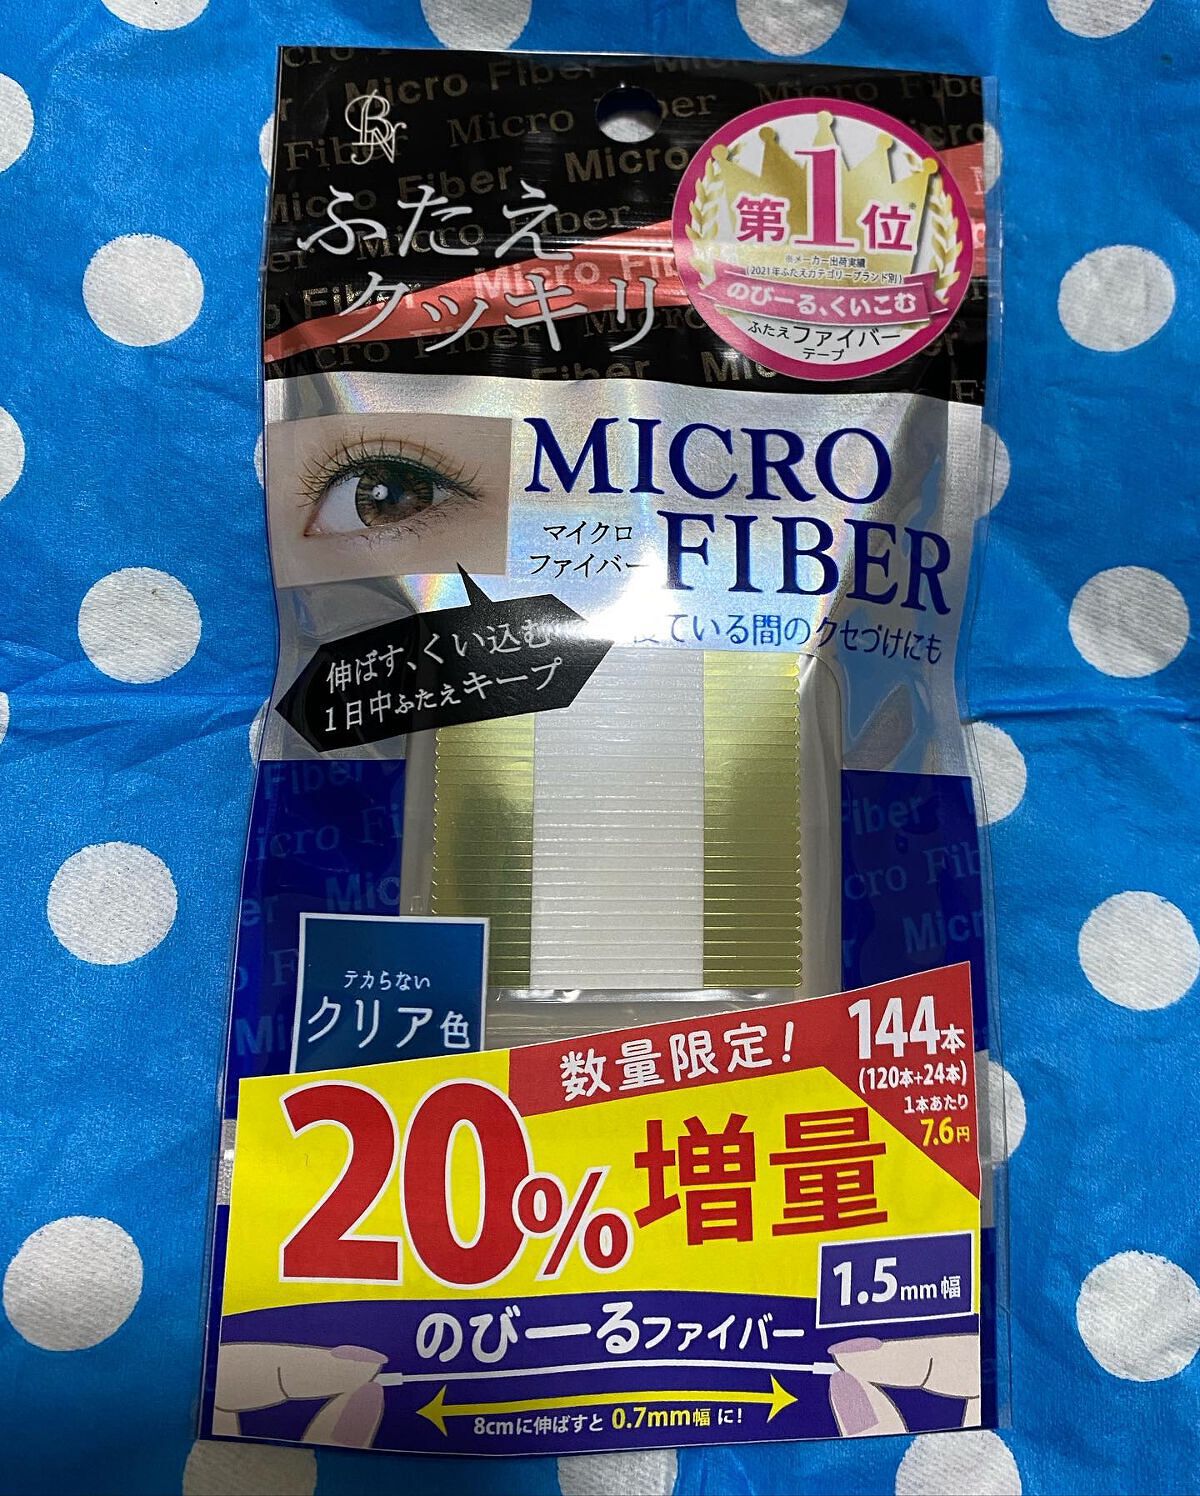 BN
ふたえ
クッキリ
第1位※
※メーカー出荷実績
(2021年ふたえカテゴリーブランド別)
のびーる、くいこむ
ふたえファイバー
テープ
MICRO
マイクロ
ファイバー
FIBER
ている間のクセづけにも
伸ばす、くい込む
1日中ふたえキープ
テカらない
クリア色
数量限定!
144本
(120本+24本)
1本あたり
7.6円
20%増量
1.5mm幅
のびーるファイバー
8cmに伸ばすと 0.7mm幅 に!